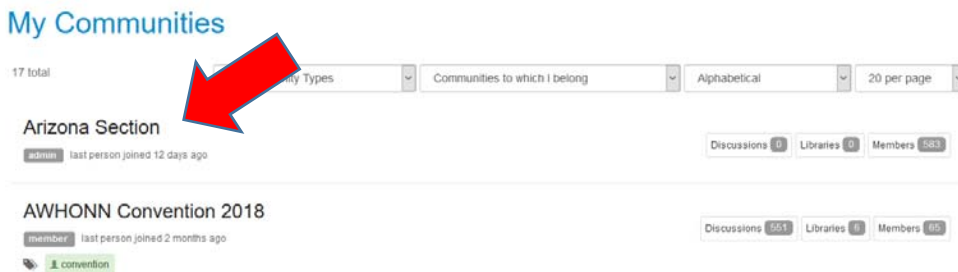 My Communities
17 total
Types Communities to which I belong Alphabetical 20 per page
Arizona Section
admin last person joined 12 days ago
Discussions 0 Libraries 0 Members 583
AWHONN Convention 2018
member last person joined 2 months ago
Discussions 551 Libraries 6 Members 65
convention